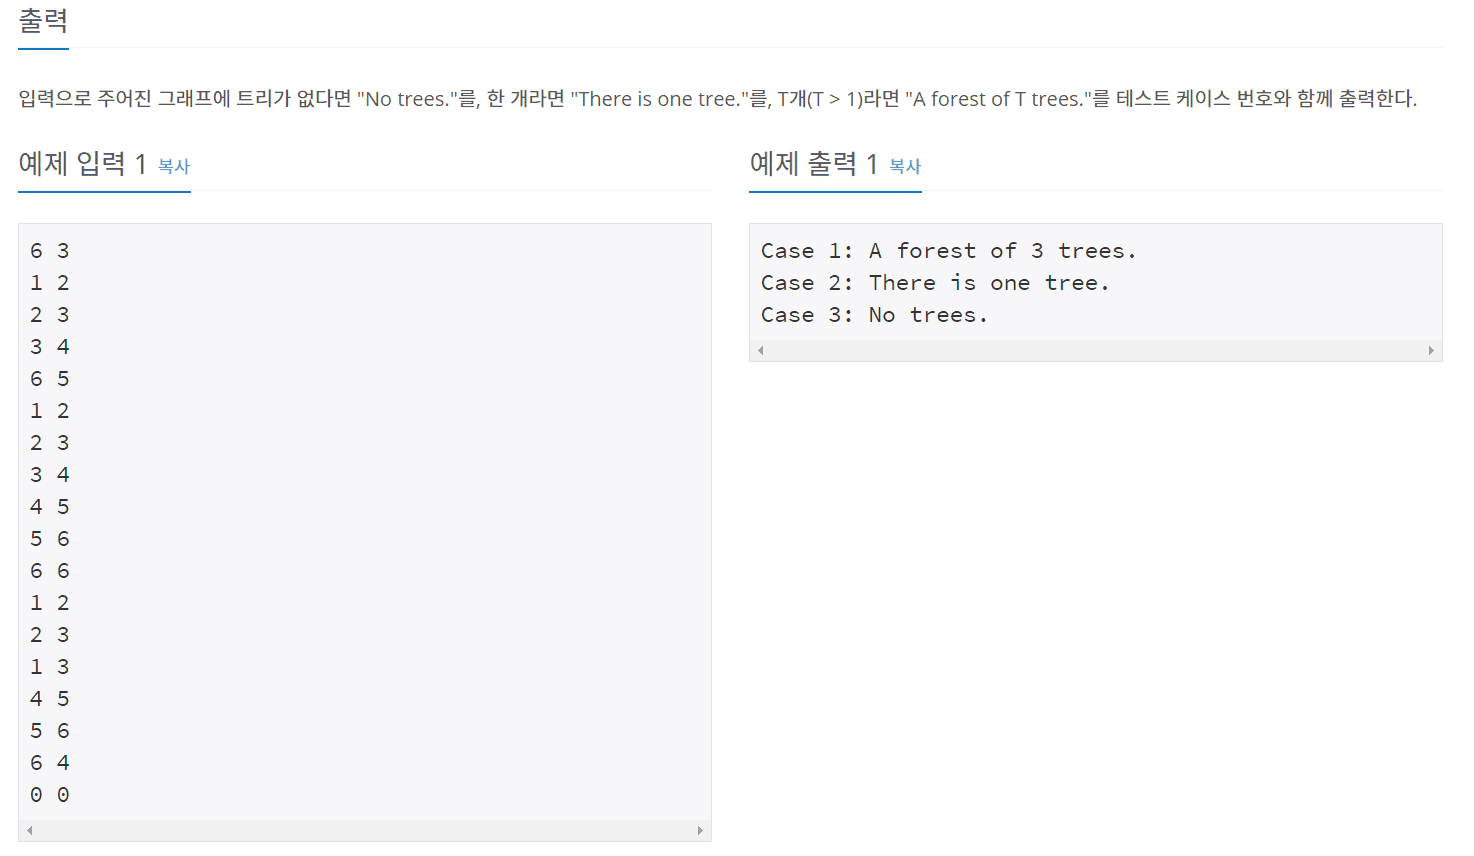 출력
입력으로 주어진 그래프에 트리가 없다면 "No trees."를, 한 개라면 "There is one tree."를, T개(T > 1)라면 "A forest of T trees."를 테스트 케이스 번호와 함께 출력한다.
예제 입력 1 복사
6 3
1 2
2 3
3 4
6 5
1 2
2 3
3 4
4 5
5 6
6 6
1 2
2 3
1 3
4 5
5 6
6 4
0 0
예제 출력 1 복사
Case 1: A forest of 3 trees.
Case 2: There is one tree.
Case 3: No trees.